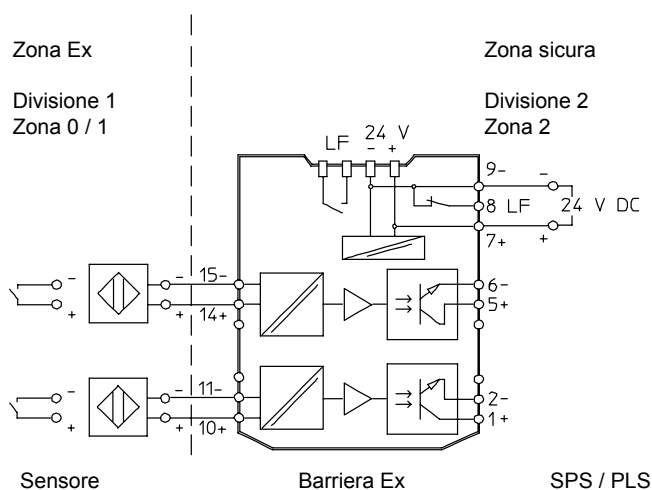 Zona Ex
Zona sicura
Divisione 1
Zona 0 / 1
Divisione 2
Zona 2
LF 24 V
- +
9-
-
8 LF
24 V DC
7+
+
- - 15-
+ + 14+
6-
5+
- - 11-
+ + 10+
2-
1+
Sensore
Barriera Ex
SPS / PLS